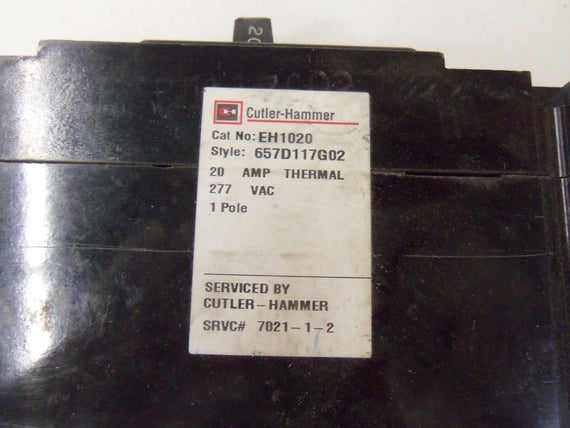 20
Cutler-Hammer
Cat No: EH1020
Style: 657D117G02
20 AMP THERMAL
277 VAC
1 Pole
SERVICED BY
CUTLER-HAMMER
SRVC# 7021-1-2